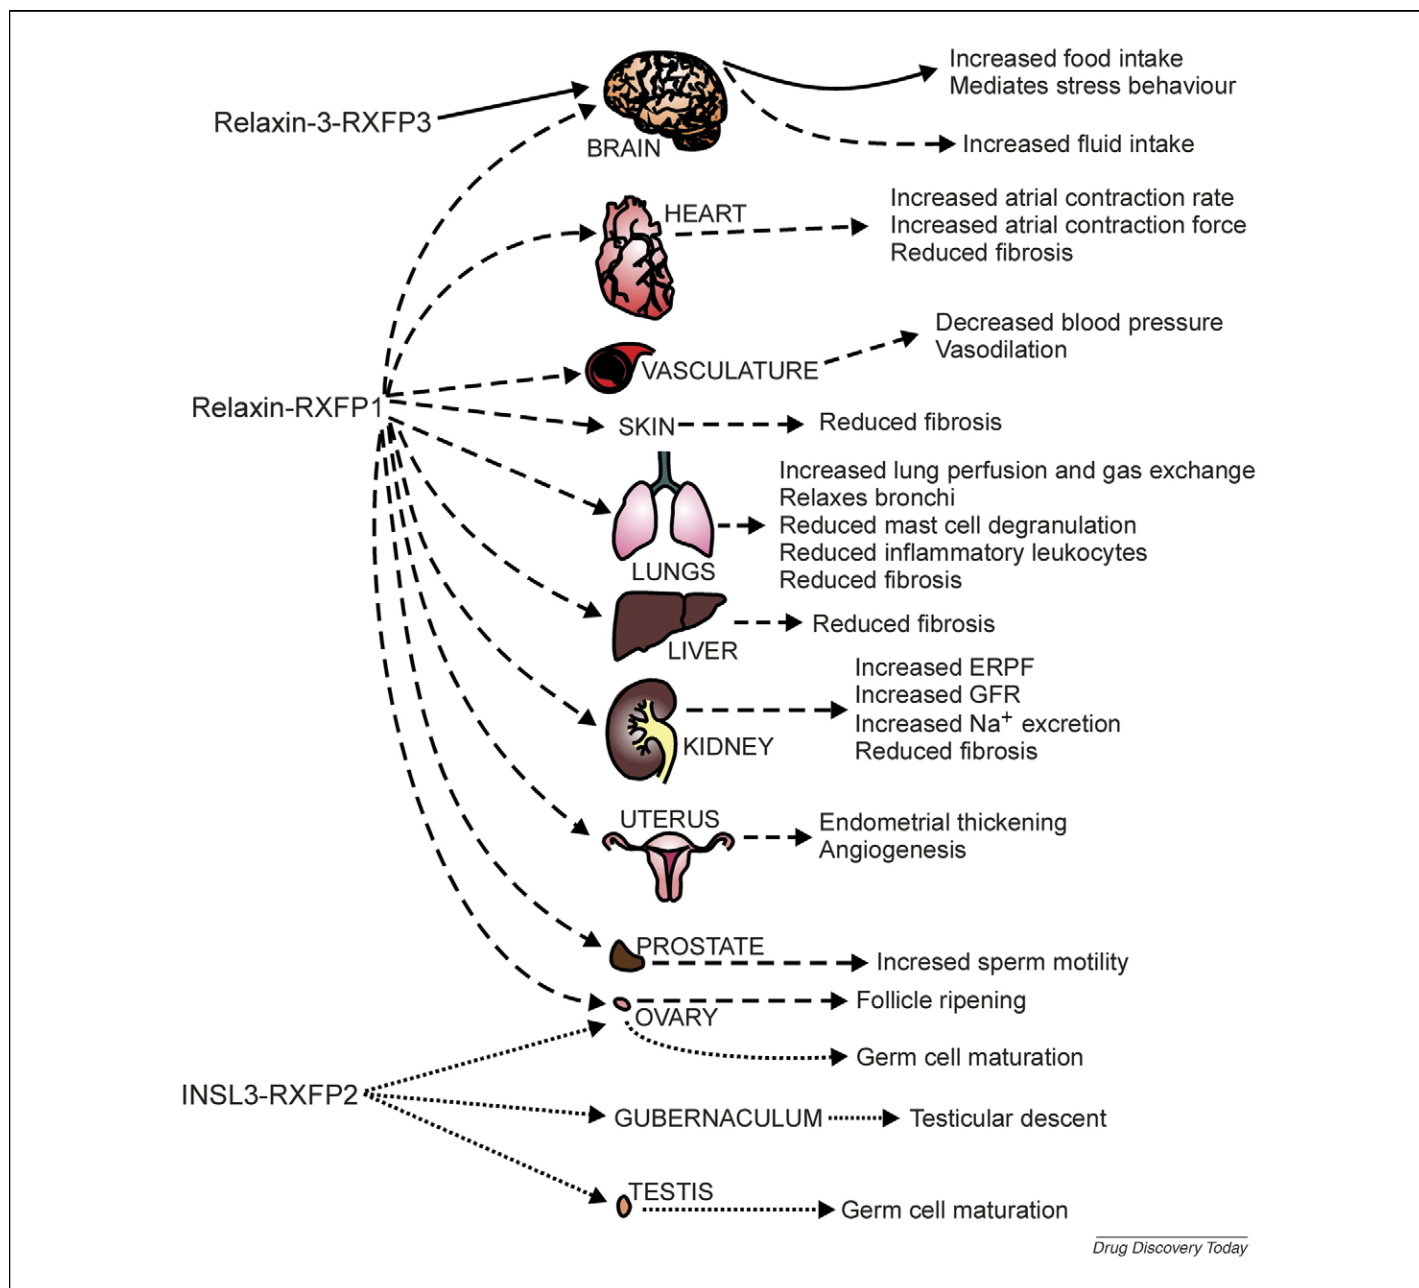 Increased food intake
Mediates stress behaviour
Relaxin-3-RXFP3
BRAIN
Increased fluid intake
HEART
Increased atrial contraction rate
Increased atrial contraction force
Reduced fibrosis
Decreased blood pressure
Vasodilation
VASCULATURE
Relaxin-RXFP1
SKIN
Reduced fibrosis
Increased lung perfusion and gas exchange
Relaxes bronchi
Reduced mast cell degranulation
Reduced inflammatory leukocytes
Reduced fibrosis
LUNGS
Reduced fibrosis
LIVER
Increased ERPF
Increased GFR
Increased Na+ excretion
Reduced fibrosis
KIDNEY
UTERUS
Endometrial thickening
Angiogenesis
PROSTATE
Incresed sperm motility
Follicle ripening
OVARY
Germ cell maturation
INSL3-RXFP2
GUBERNACULUM
Testicular descent
TESTIS
Germ cell maturation
Drug Discovery Today